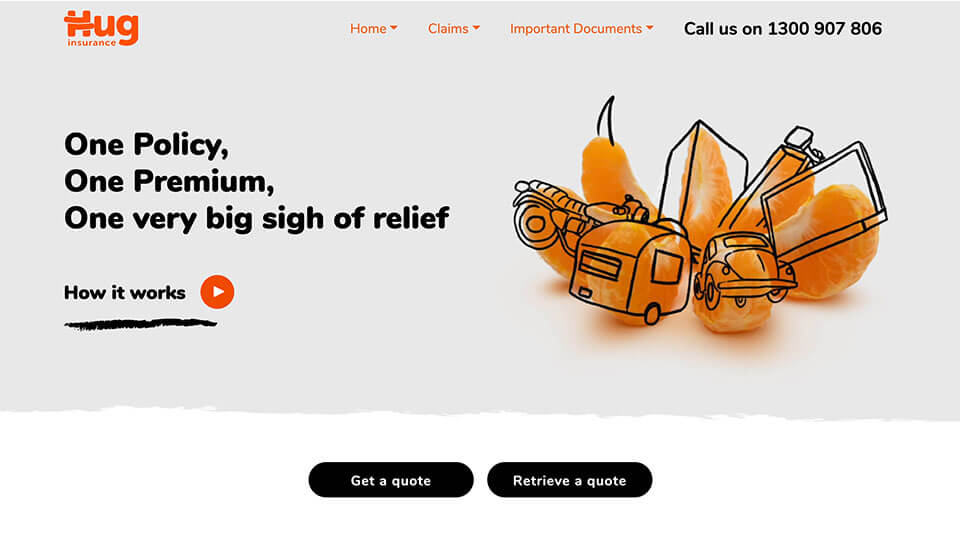 Hug
insurance
Home
Claims
Important Documents
Call us on 1300 907 806
One Policy,
One Premium,
One very big sigh of relief
How it works
Get a quote
Retrieve a quote